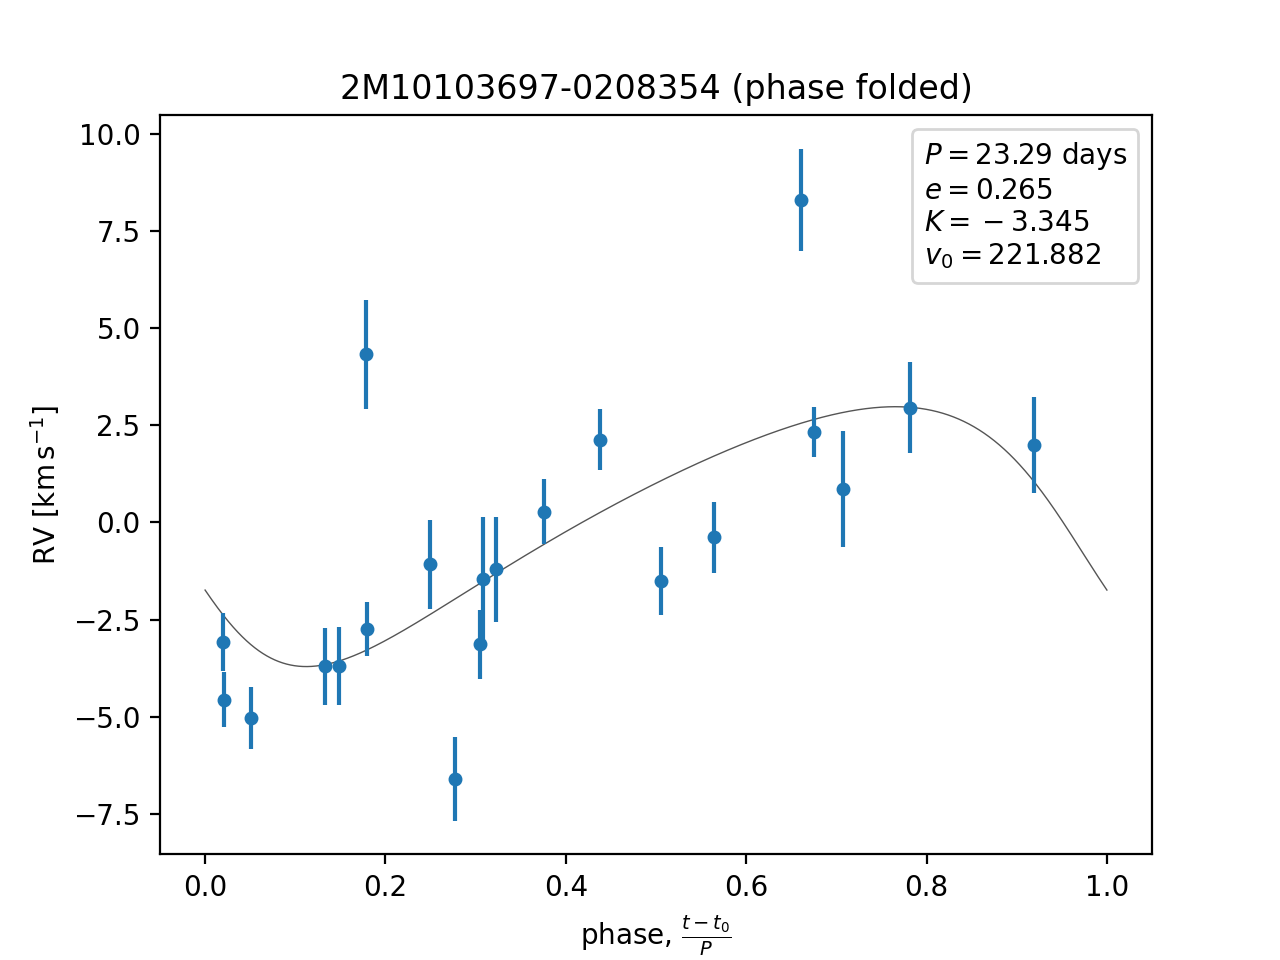 2M10103697-0208354 (phase folded)
P = 23.29 days
e = 0.265
K = −3.345
v₀ = 221.882
RV [km s⁻¹]
10.0
7.5
5.0
2.5
0.0
−2.5
−5.0
−7.5
0.0 0.2 0.4 0.6 0.8 1.0
phase, (t − t₀)/P